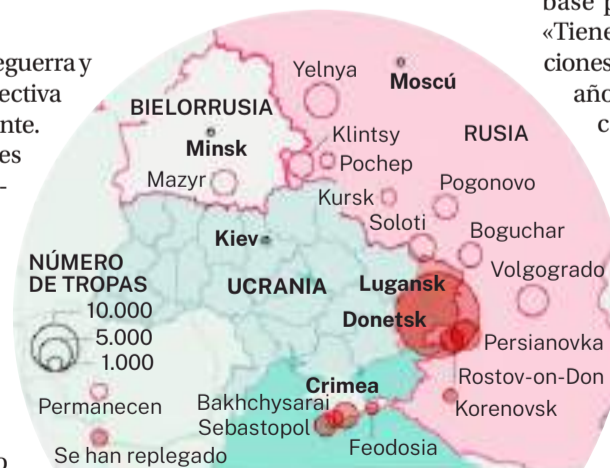 base
«Tiene
ciones
año
eguerra y
ectiva
nte.
es
Yelnya
Moscú
BIELORRUSIA
Minsk
Mazyr
Klintsy
Pochep
RUSIA
Kursk
Pogonovo
Soloti
Boguchar
Kiev
Volgogrado
NÚMERO
DE TROPAS
10.000
5.000
1.000
UCRANIA
Lugansk
Donetsk
Persianovka
Rostov-on-Don
Korenovsk
Crimea
Bakhchysarai
Sebastopol
Feodosia
Permanecen
Se han replegado